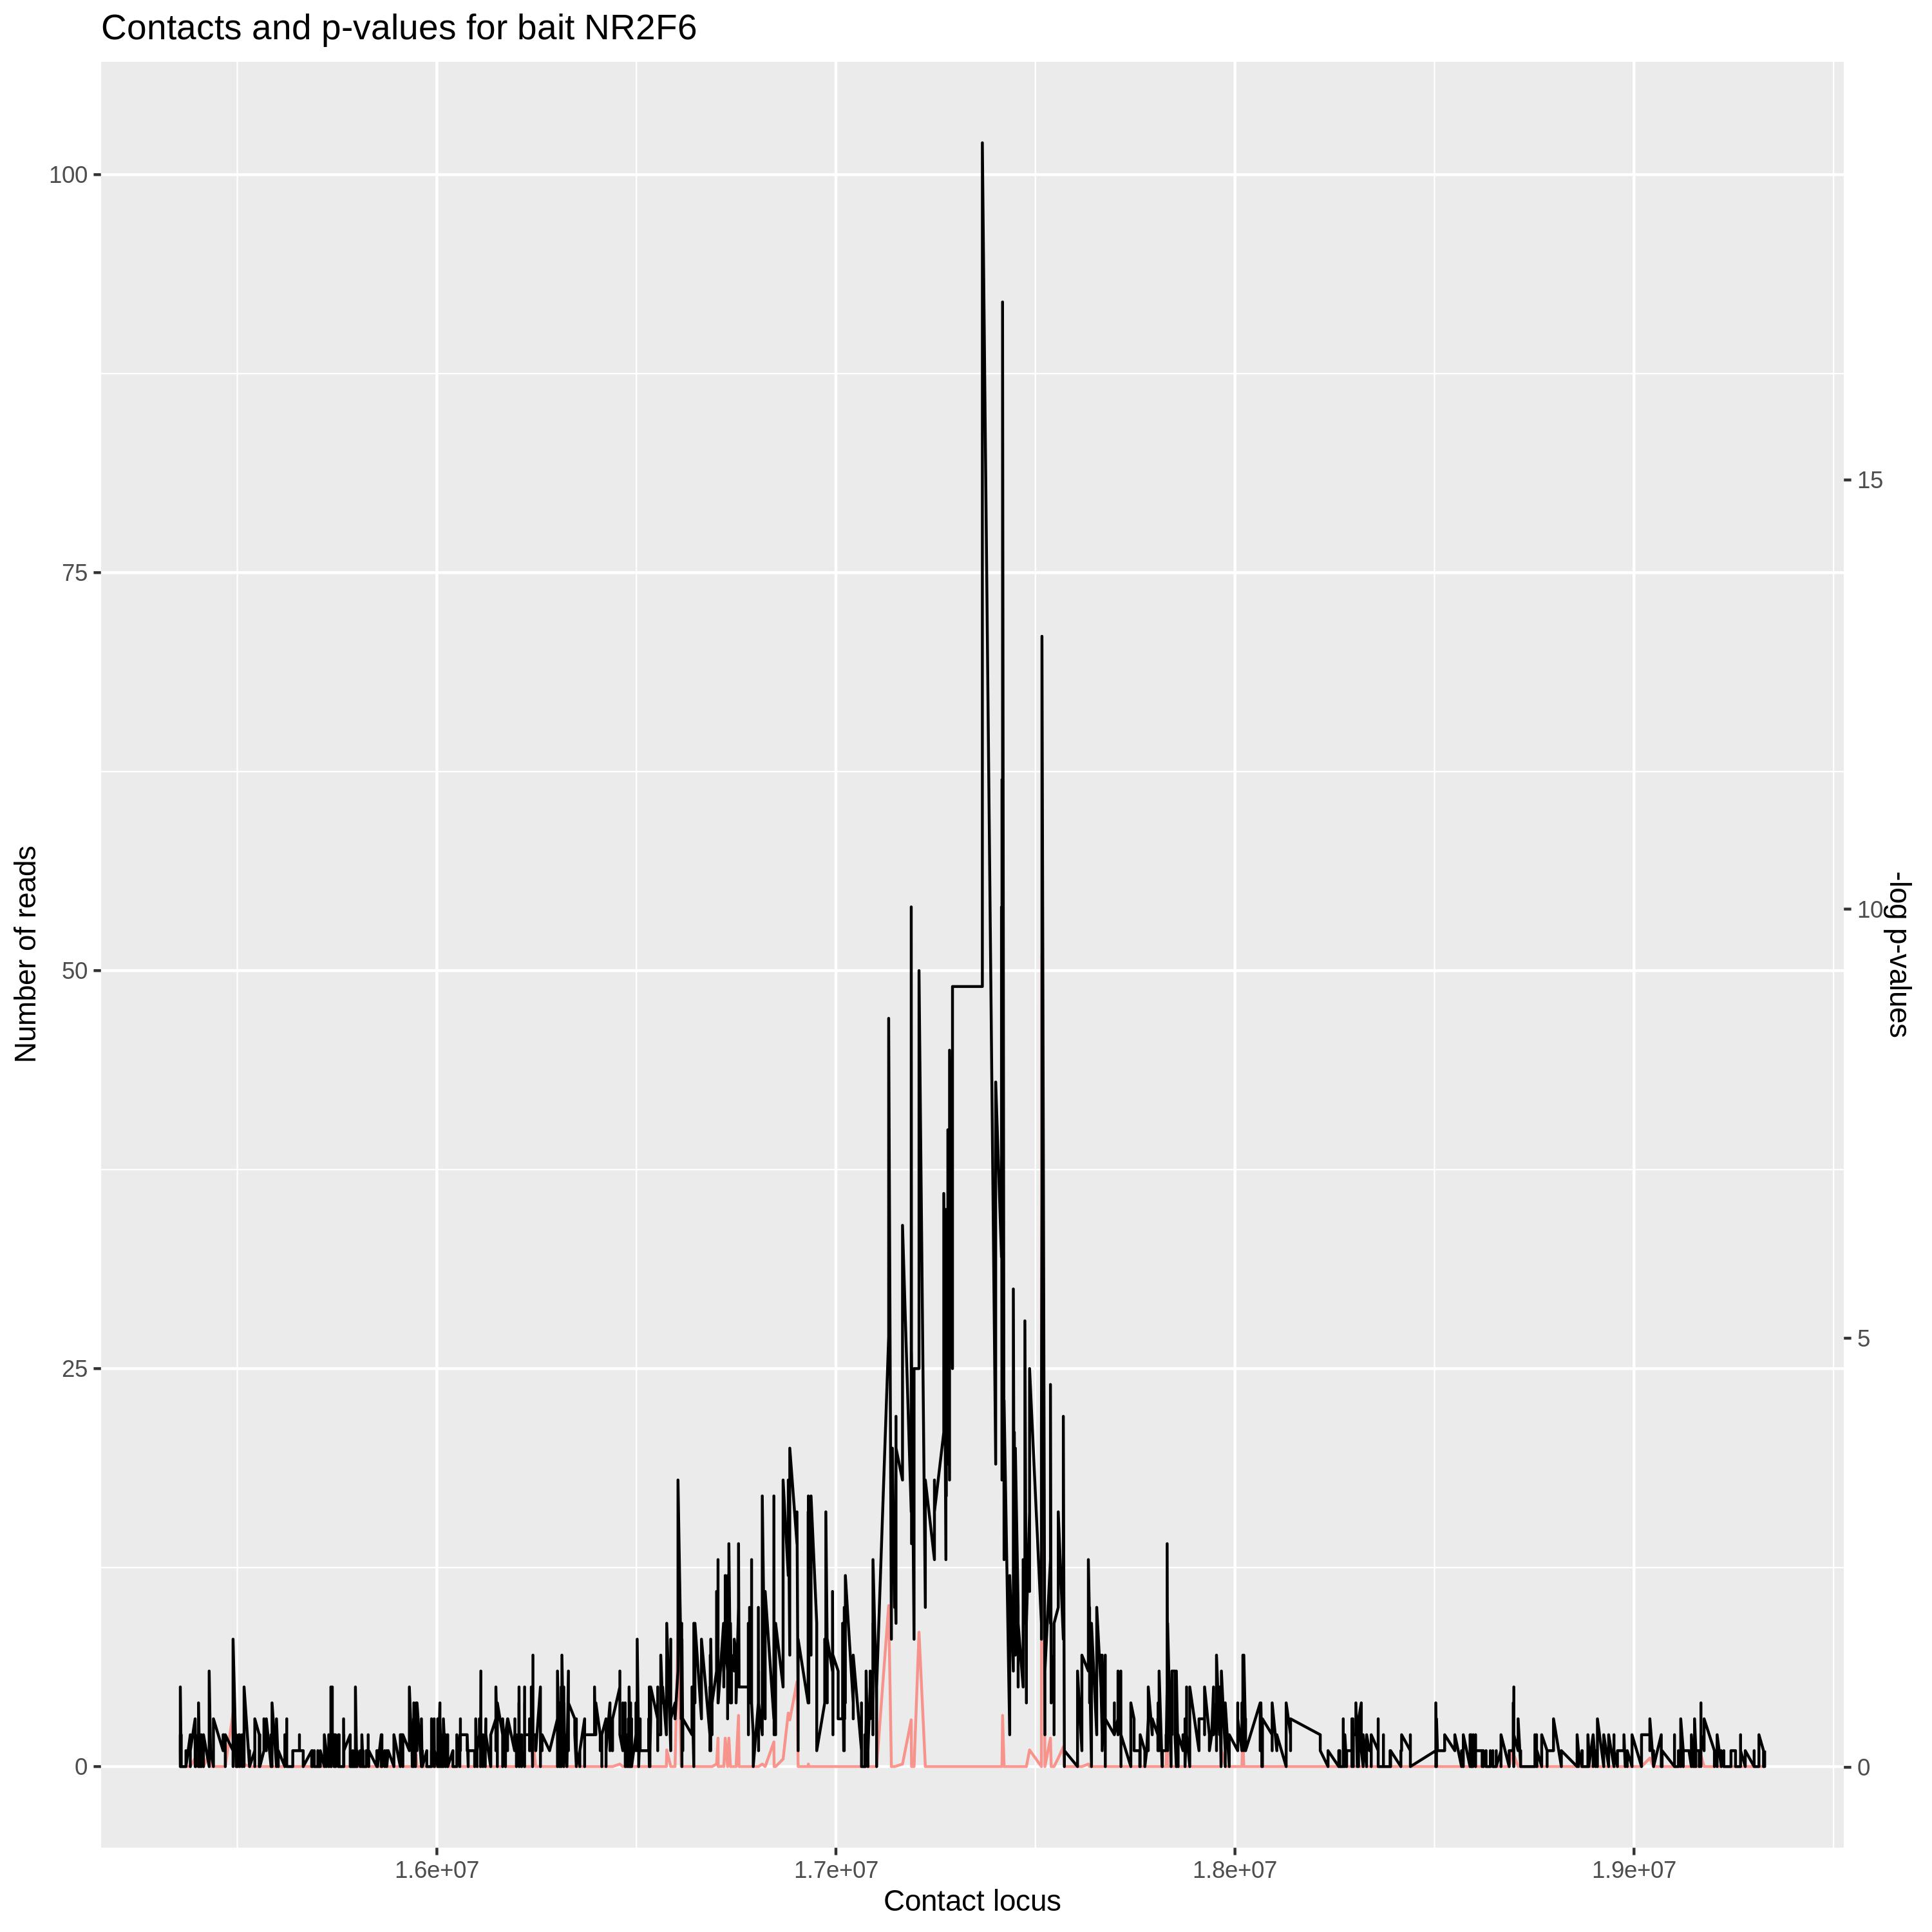 Contacts and p-values for bait NR2F6
100
75
50
25
0
Number of reads
15
10
5
0
-log p-values
1.6e+07
1.7e+07
1.8e+07
1.9e+07
Contact locus